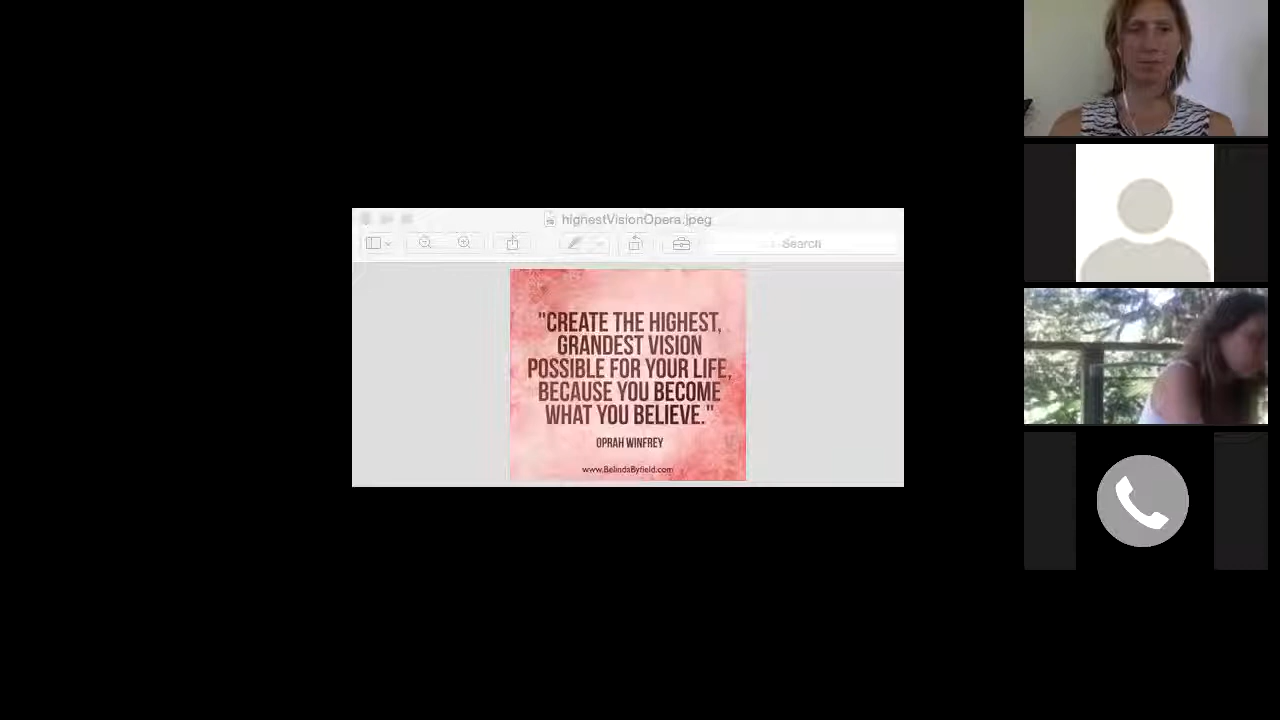 highestVisionOpera.jpeg
Search
"CREATE THE HIGHEST,
GRANDEST VISION
POSSIBLE FOR YOUR LIFE,
BECAUSE YOU BECOME
WHAT YOU BELIEVE."
OPRAH WINFREY
www.BelindaByfield.com